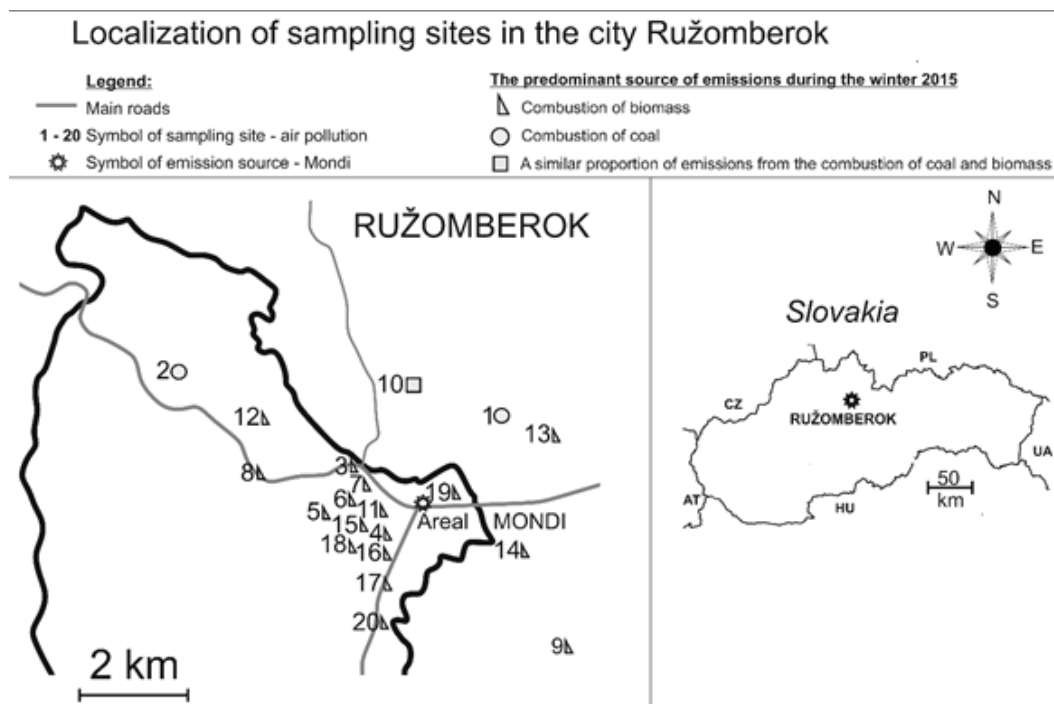 Localization of sampling sites in the city Ružomberok
Legend:
Main roads
1 - 20 Symbol of sampling site - air pollution
Symbol of emission source - Mondi
The predominant source of emissions during the winter 2015
Combustion of biomass
Combustion of coal
A similar proportion of emissions from the combustion of coal and biomass
RUŽOMBEROK
2
10
1
12
13
3
8
7
19
6
5
11
Areal MONDI
15
4
18
16
14
17
20
9
2 km
N
W E
S
Slovakia
PL
CZ
RUŽOMBEROK
UA
50
km
AT
HU